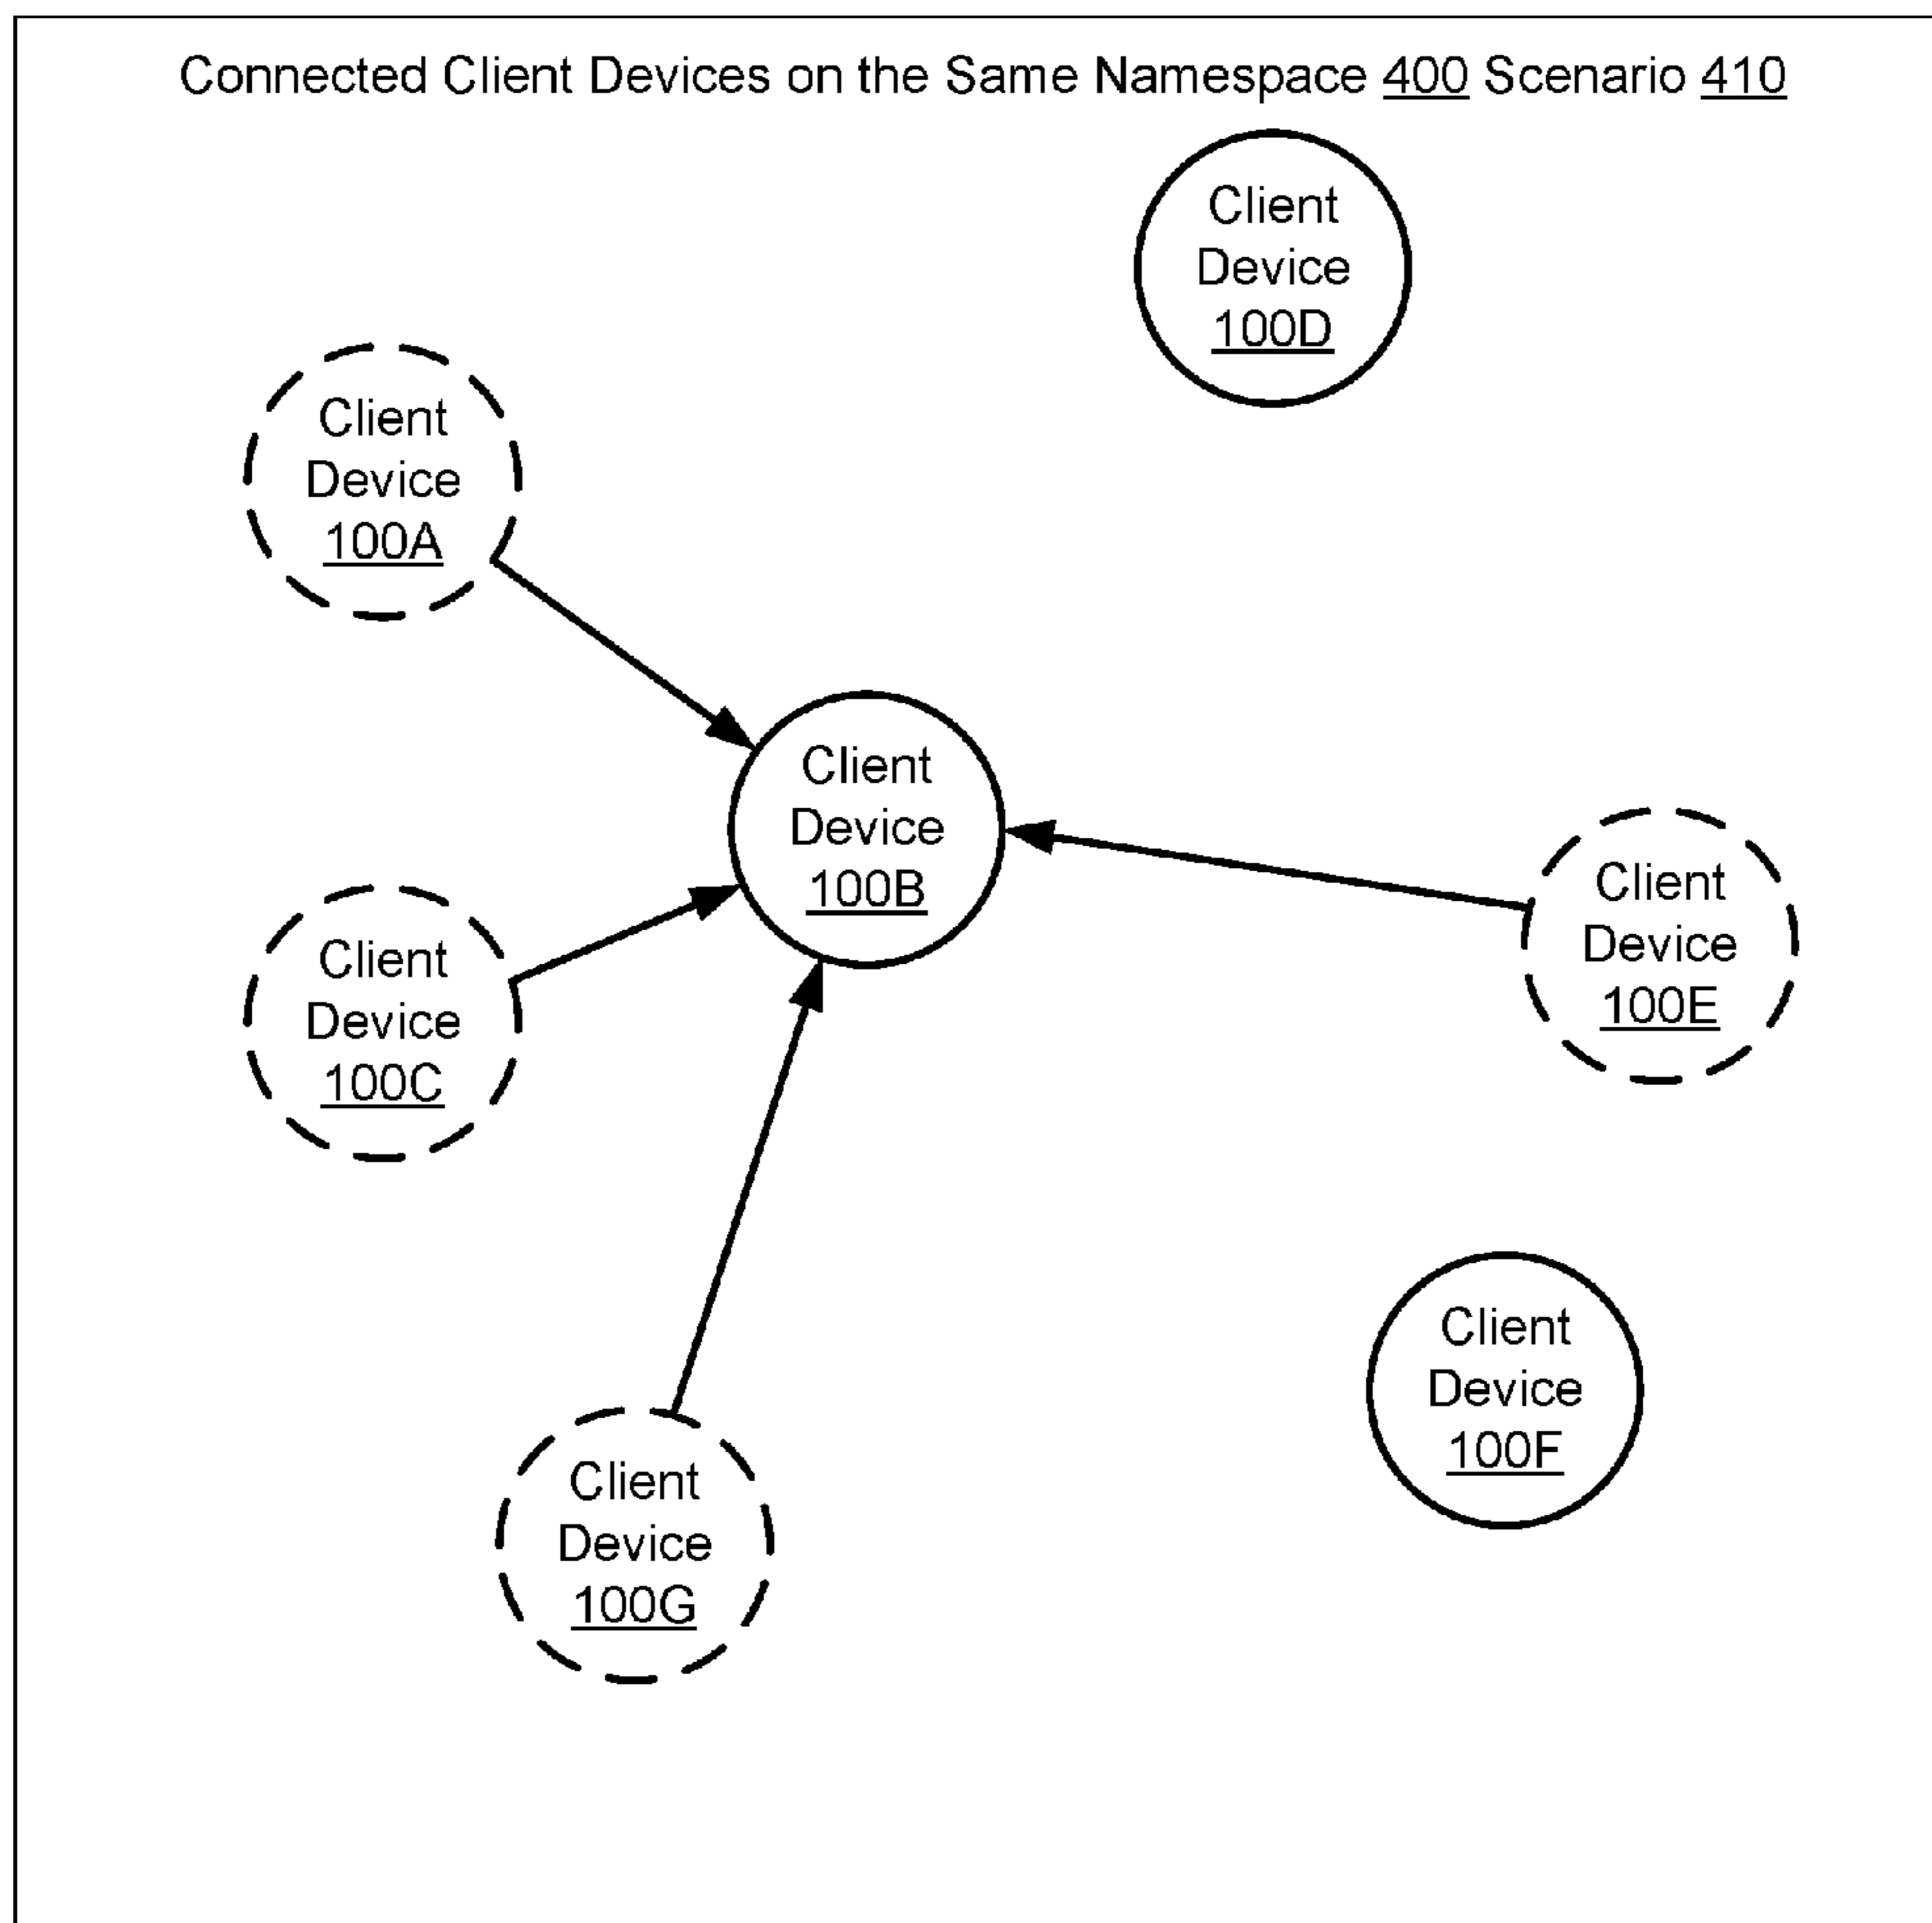 Connected Client Devices on the Same Namespace 400 Scenario 410
Client
Device
100D
Client
Device
100A
Client
Device
100B
Client
Device
100E
Client
Device
100C
Client
Device
100F
Client
Device
100G